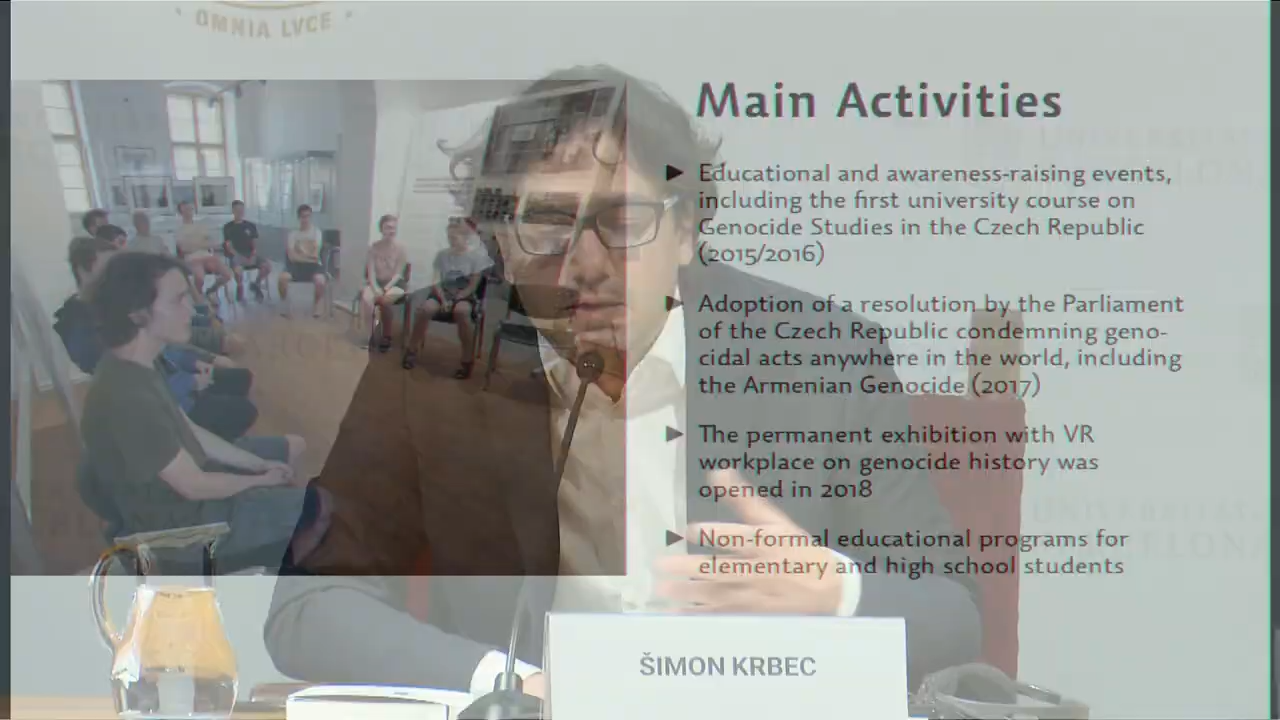 · OMNIA LVCE ·
Main Activities
► Educational and awareness-raising events,
including the first university course on
Genocide Studies in the Czech Republic
(2015/2016)
► Adoption of a resolution by the Parliament
of the Czech Republic condemning geno-
cidal acts anywhere in the world, including
the Armenian Genocide (2017)
► The permanent exhibition with VR
workplace on genocide history was
opened in 2018
► Non-formal educational programs for
elementary and high school students
ŠIMON KRBEC